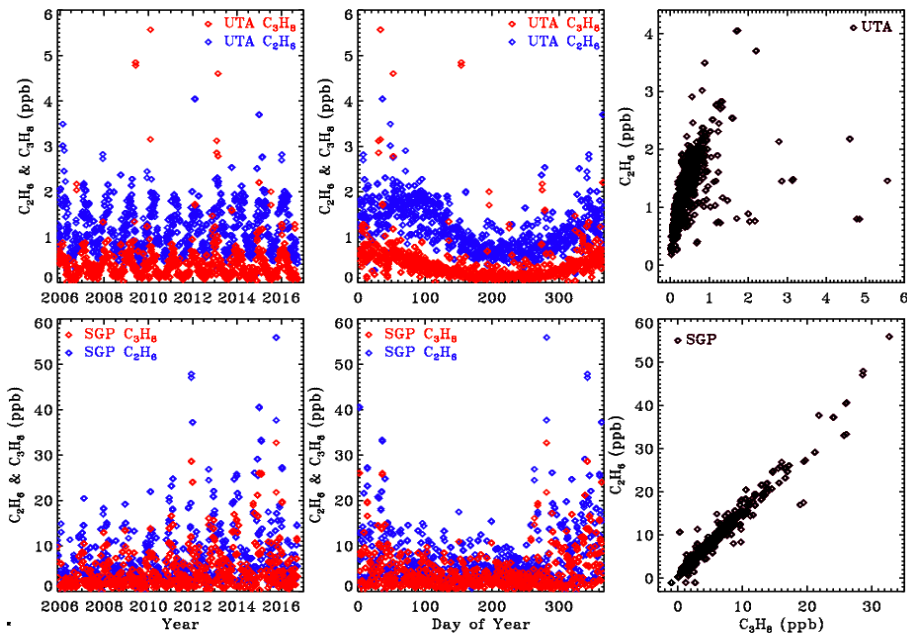 6
5
4
3
2
1
0
C₂H₆ & C₃H₈ (ppb)
UTA C₃H₈
UTA C₂H₆
2006 2008 2010 2012 2014 2016
6
5
4
3
2
1
0
C₂H₆ & C₃H₈ (ppb)
UTA C₃H₈
UTA C₂H₆
0 100 200 300
4
3
2
1
0
C₂H₆ (ppb)
UTA
0 1 2 3 4 5 6
60
50
40
30
20
10
0
C₂H₆ & C₃H₈ (ppb)
SGP C₃H₈
SGP C₂H₆
2006 2008 2010 2012 2014 2016
Year
60
50
40
30
20
10
0
C₂H₆ & C₃H₈ (ppb)
SGP C₃H₈
SGP C₂H₆
0 100 200 300
Day of Year
60
50
40
30
20
10
0
C₂H₆ (ppb)
SGP
0 10 20 30
C₃H₈ (ppb)